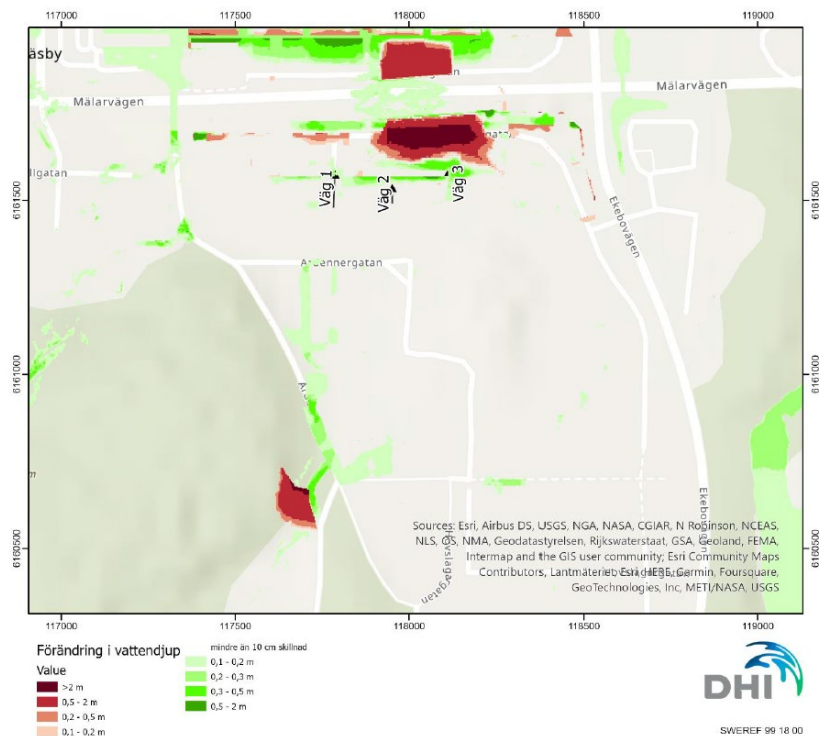 117000 117500 118000 118500 119000
äsby
Mälarvägen
Mälarvägen
6161500
6161500
Väg 1
Väg 2
Väg 3
Ekebovägen
Ardennergatan
6161000
6161000
Ekebovägen
Hovslagargatan
6160500
6160500
Sources: Esri, Airbus DS, USGS, NGA, NASA, CGIAR, N Robinson, NCEAS,
NLS, OS, NMA, Geodatastyrelsen, Rijkswaterstaat, GSA, Geoland, FEMA,
Intermap and the GIS user community; Esri Community Maps
Contributors, Lantmäteriet, Esri, HERE, Garmin, Foursquare,
GeoTechnologies, Inc, METI/NASA, USGS
117000 117500 118000 118500 119000
Förändring i vattendjup
Value
>2 m
0,5 - 2 m
0,2 - 0,5 m
0,1 - 0,2 m
mindre än 10 cm skillnad
0,1 - 0,2 m
0,2 - 0,3 m
0,3 - 0,5 m
0,5 - 2 m
DHI
SWEREF 99 18 00